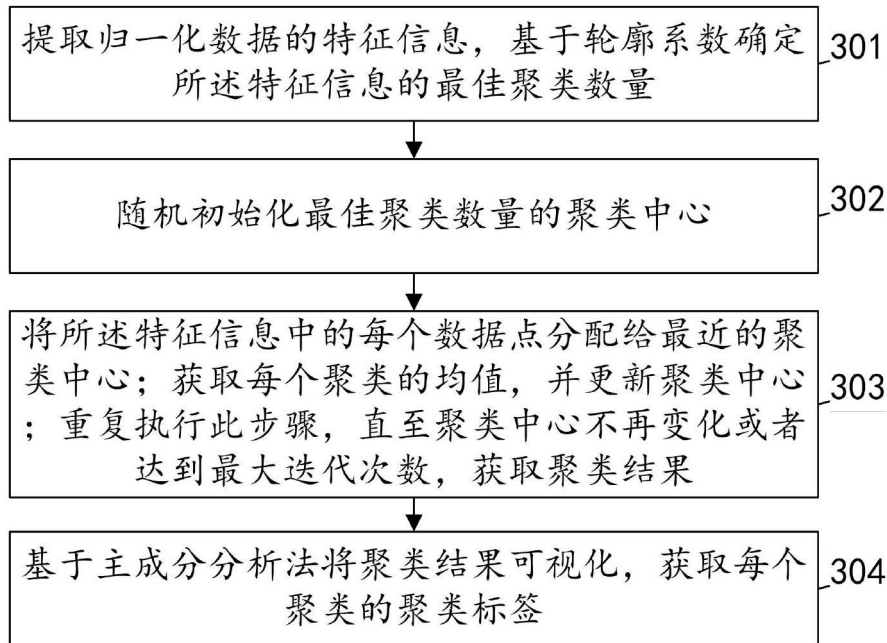 提取归一化数据的特征信息，基于轮廓系数确定
所述特征信息的最佳聚类数量
301
随机初始化最佳聚类数量的聚类中心
302
将所述特征信息中的每个数据点分配给最近的聚
类中心；获取每个聚类的均值，并更新聚类中心
；重复执行此步骤，直至聚类中心不再变化或者
达到最大迭代次数，获取聚类结果
303
基于主成分分析法将聚类结果可视化，获取每个
聚类的聚类标签
304